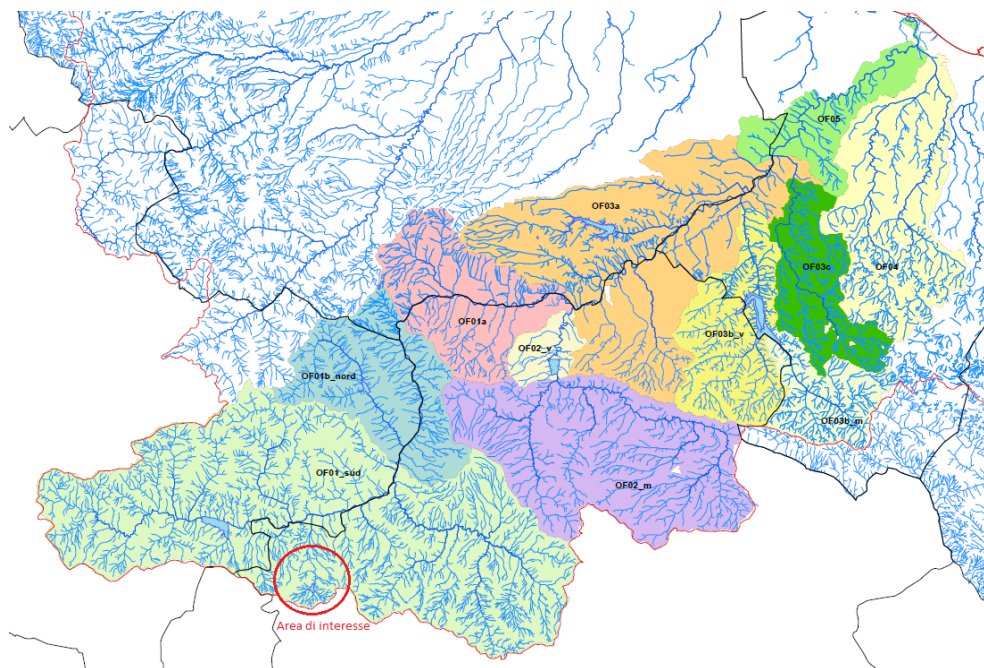 OF05
OF03a
OF03c
OF04
OF01a
OF02_v
OF03b_v
OF01b_nord
OF03b_m
OF01_sud
OF02_m
Area di interesse